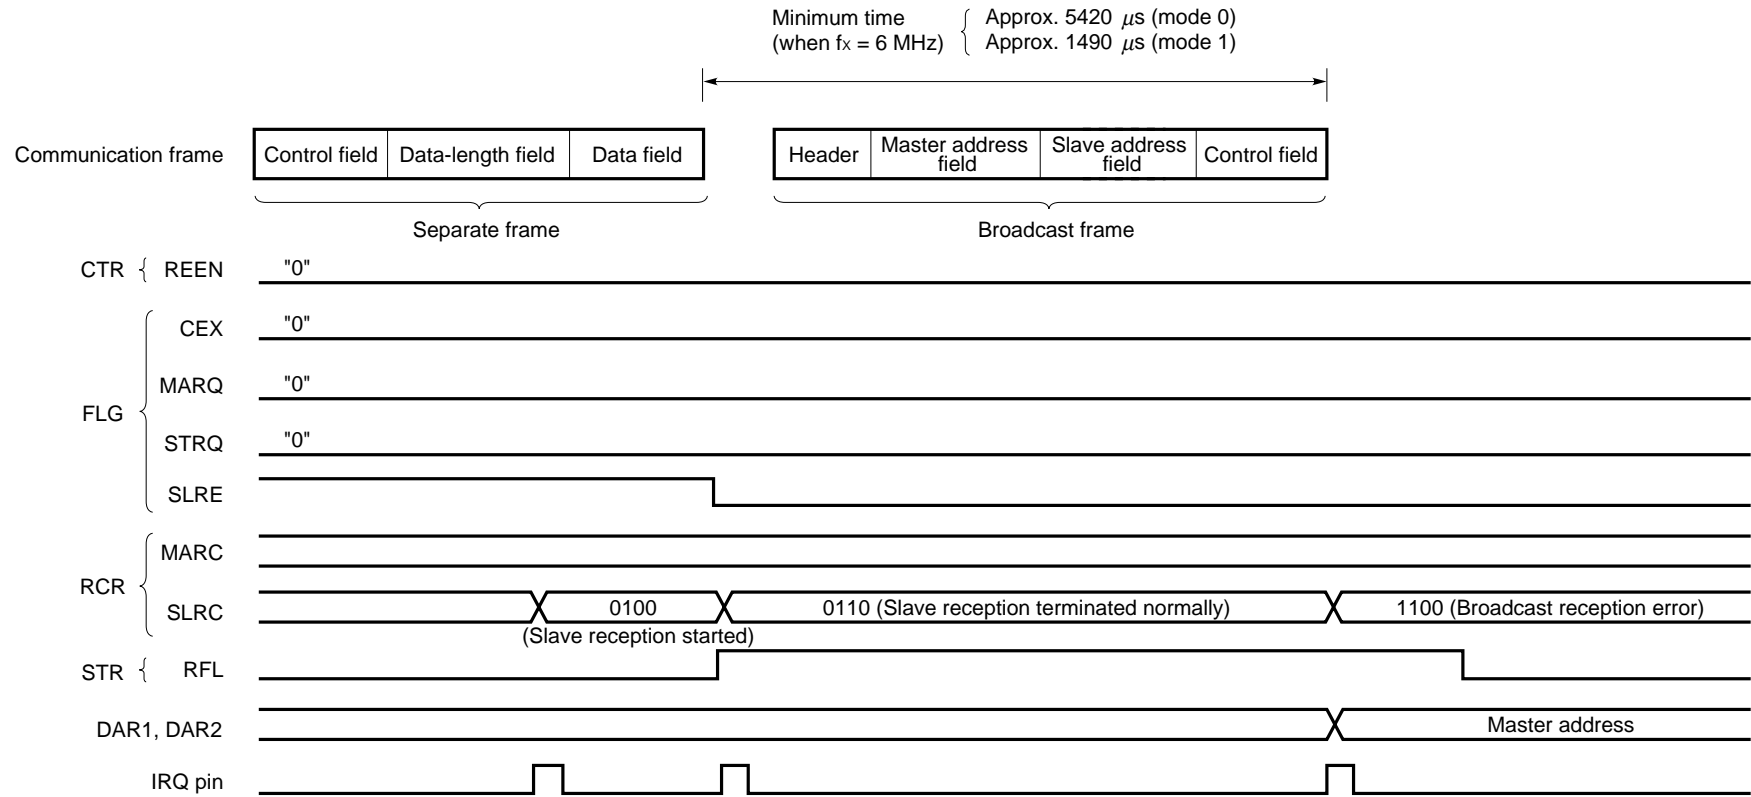 Minimum time
(when fx = 6 MHz)
Approx. 5420 μs (mode 0)
Approx. 1490 μs (mode 1)
Communication frame
Control field
Data-length field
Data field
Header
Master address
field
Slave address
field
Control field
Separate frame
Broadcast frame
CTR
REEN
"0"
FLG
CEX
"0"
MARQ
"0"
STRQ
"0"
SLRE
RCR
MARC
SLRC
0100
(Slave reception started)
0110 (Slave reception terminated normally)
1100 (Broadcast reception error)
STR
RFL
DAR1, DAR2
Master address
IRQ pin